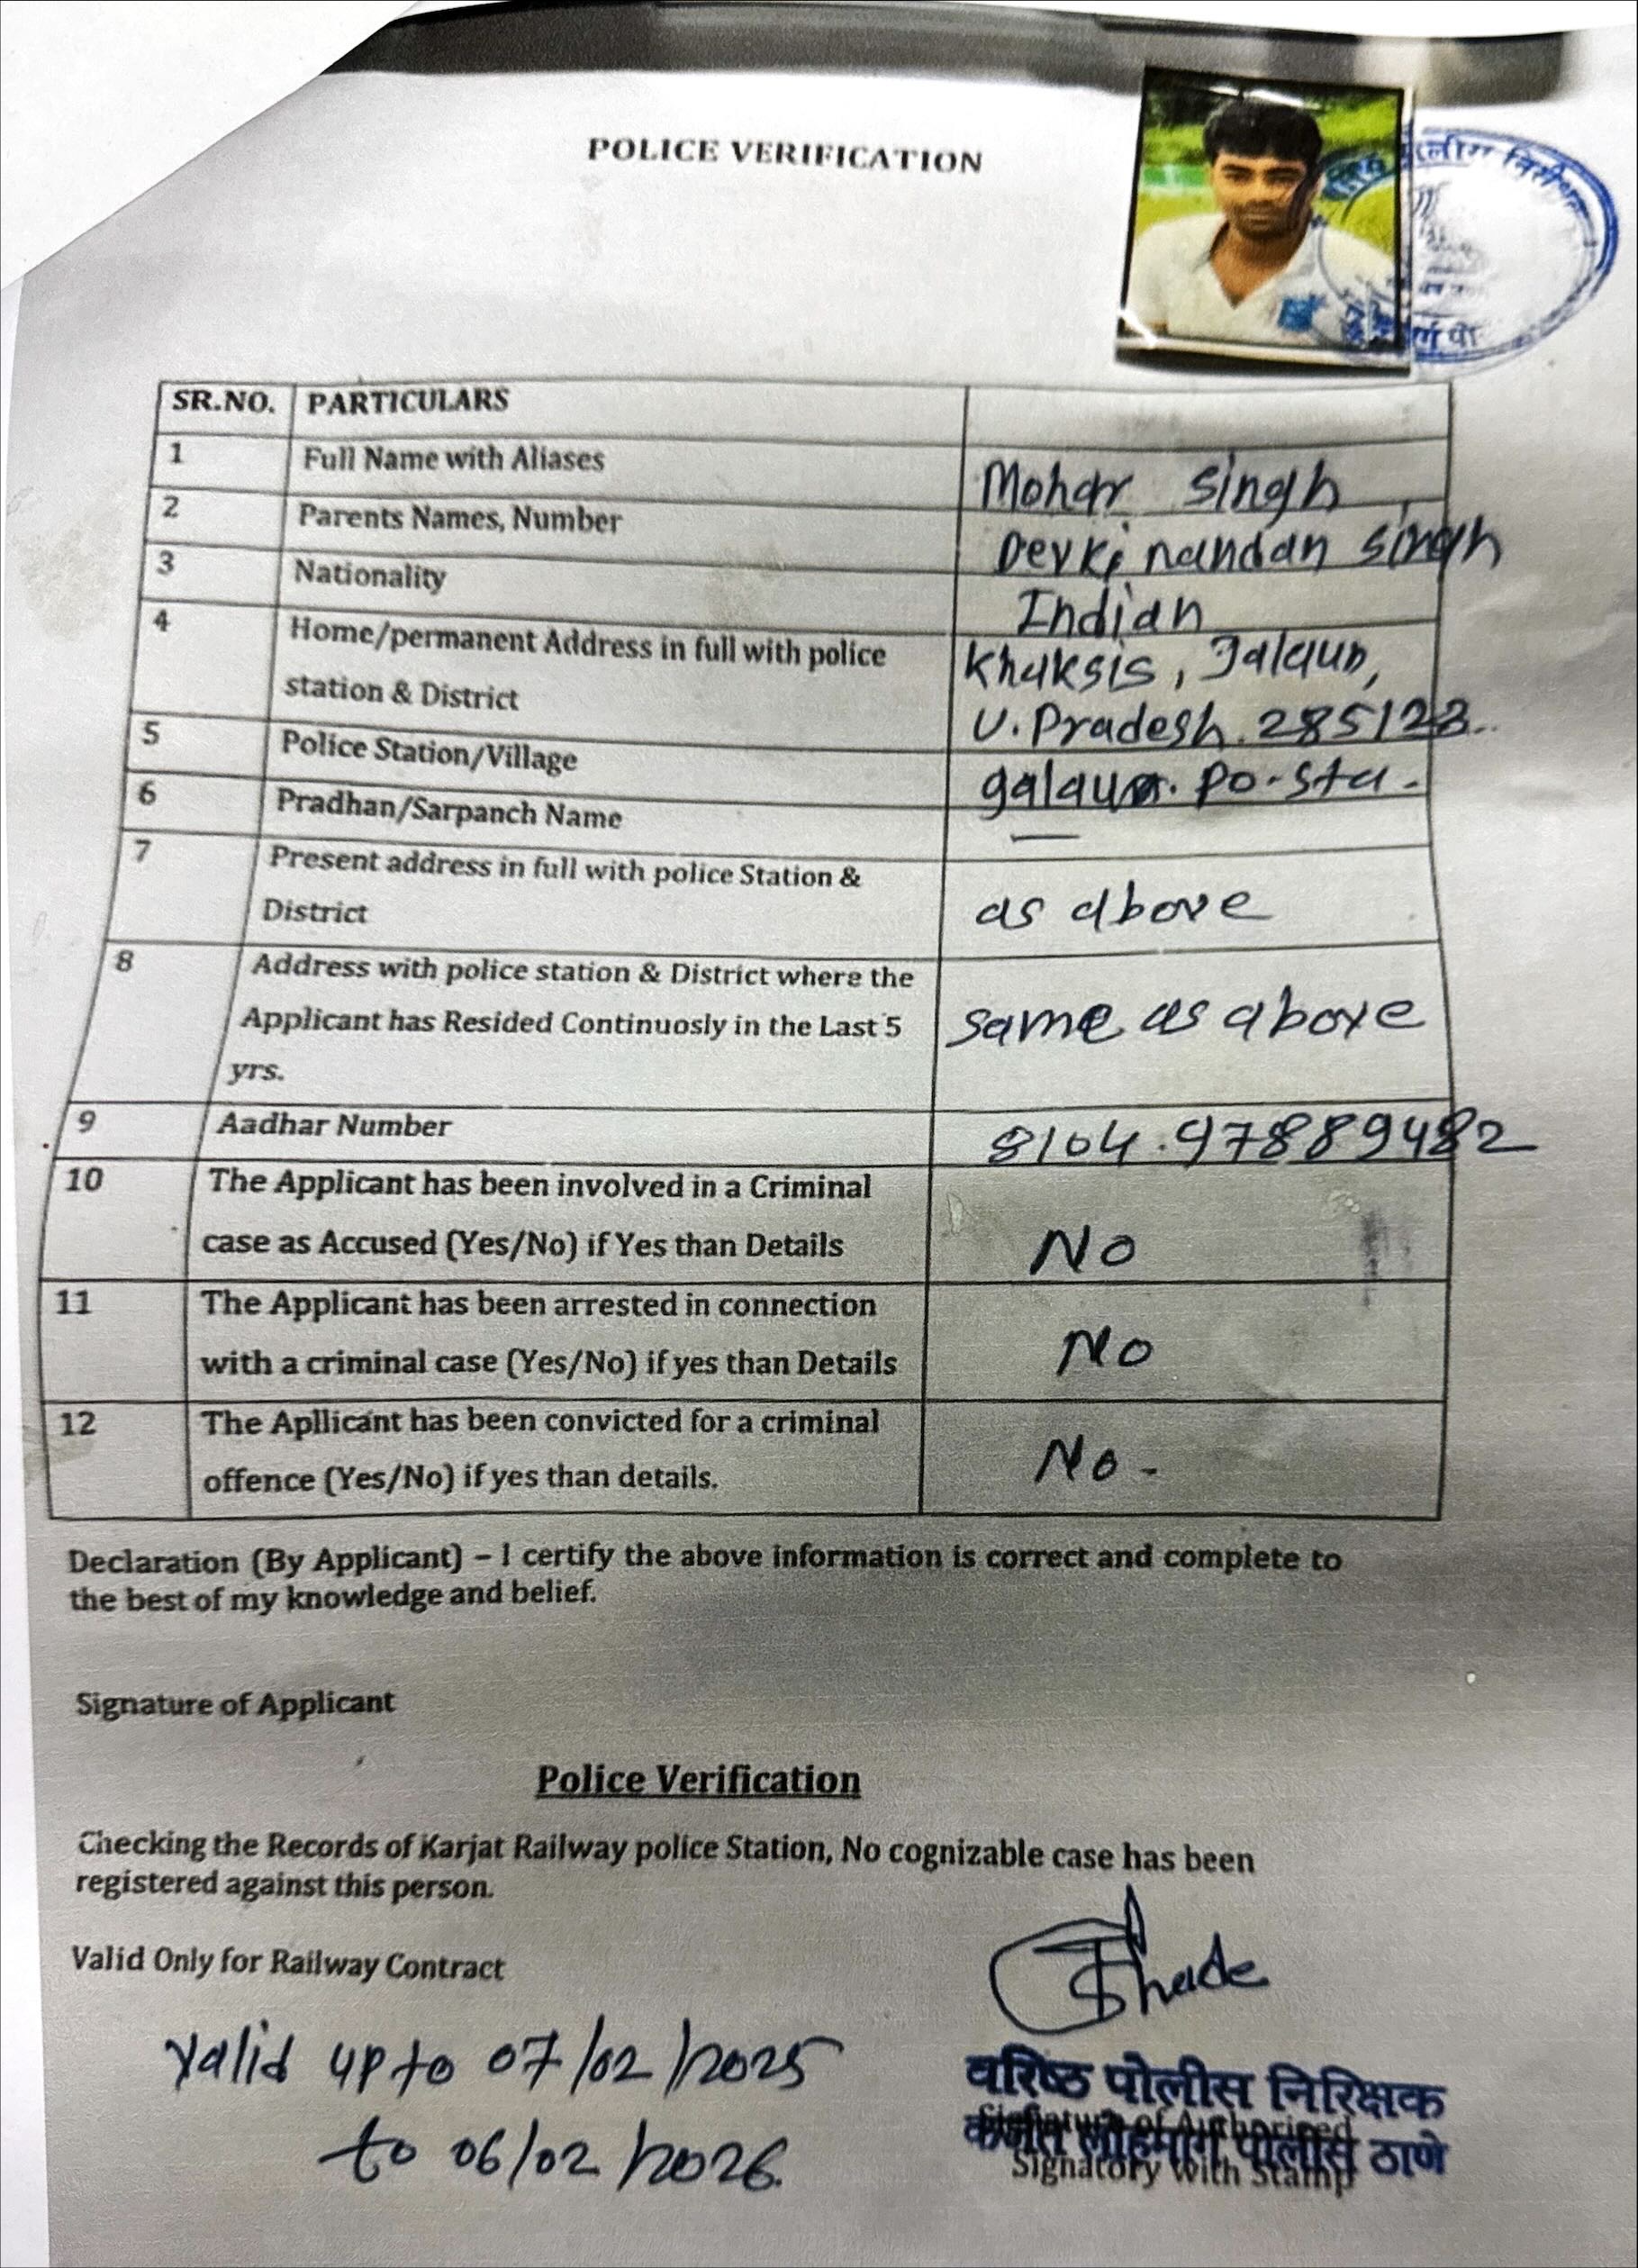 POLICE VERIFICATION
SR.NO. PARTICULARS
1 Full Name with Aliases Mohar Singh
2 Parents Names, Number Devki nandan singh
3 Nationality Indian
4 Home/permanent Address in full with police Khaksis, Jalaun,
station & District U. Pradesh. 285123..
5 Police Station/Village galaun. po. sta.
6 Pradhan/Sarpanch Name —
7 Present address in full with police Station &
District as above
8 Address with police station & District where the
Applicant has Resided Continuosly in the Last 5 same as above
yrs.
9 Aadhar Number 8104.97889482
10 The Applicant has been involved in a Criminal
case as Accused (Yes/No) if Yes than Details No
11 The Applicant has been arrested in connection
with a criminal case (Yes/No) if yes than Details No
12 The Apllicant has been convicted for a criminal
offence (Yes/No) if yes than details. No -
Declaration (By Applicant) – I certify the above information is correct and complete to
the best of my knowledge and belief.
Signature of Applicant
Police Verification
Checking the Records of Karjat Railway police Station, No cognizable case has been
registered against this person.
Valid Only for Railway Contract
valid up to 07/02/2025
to 06/02/2026.
वरिष्ठ पोलीस निरिक्षक
Signature of Authorized
कर्जत लोहमार्ग पोलीस ठाणे
Signatory With Stamp